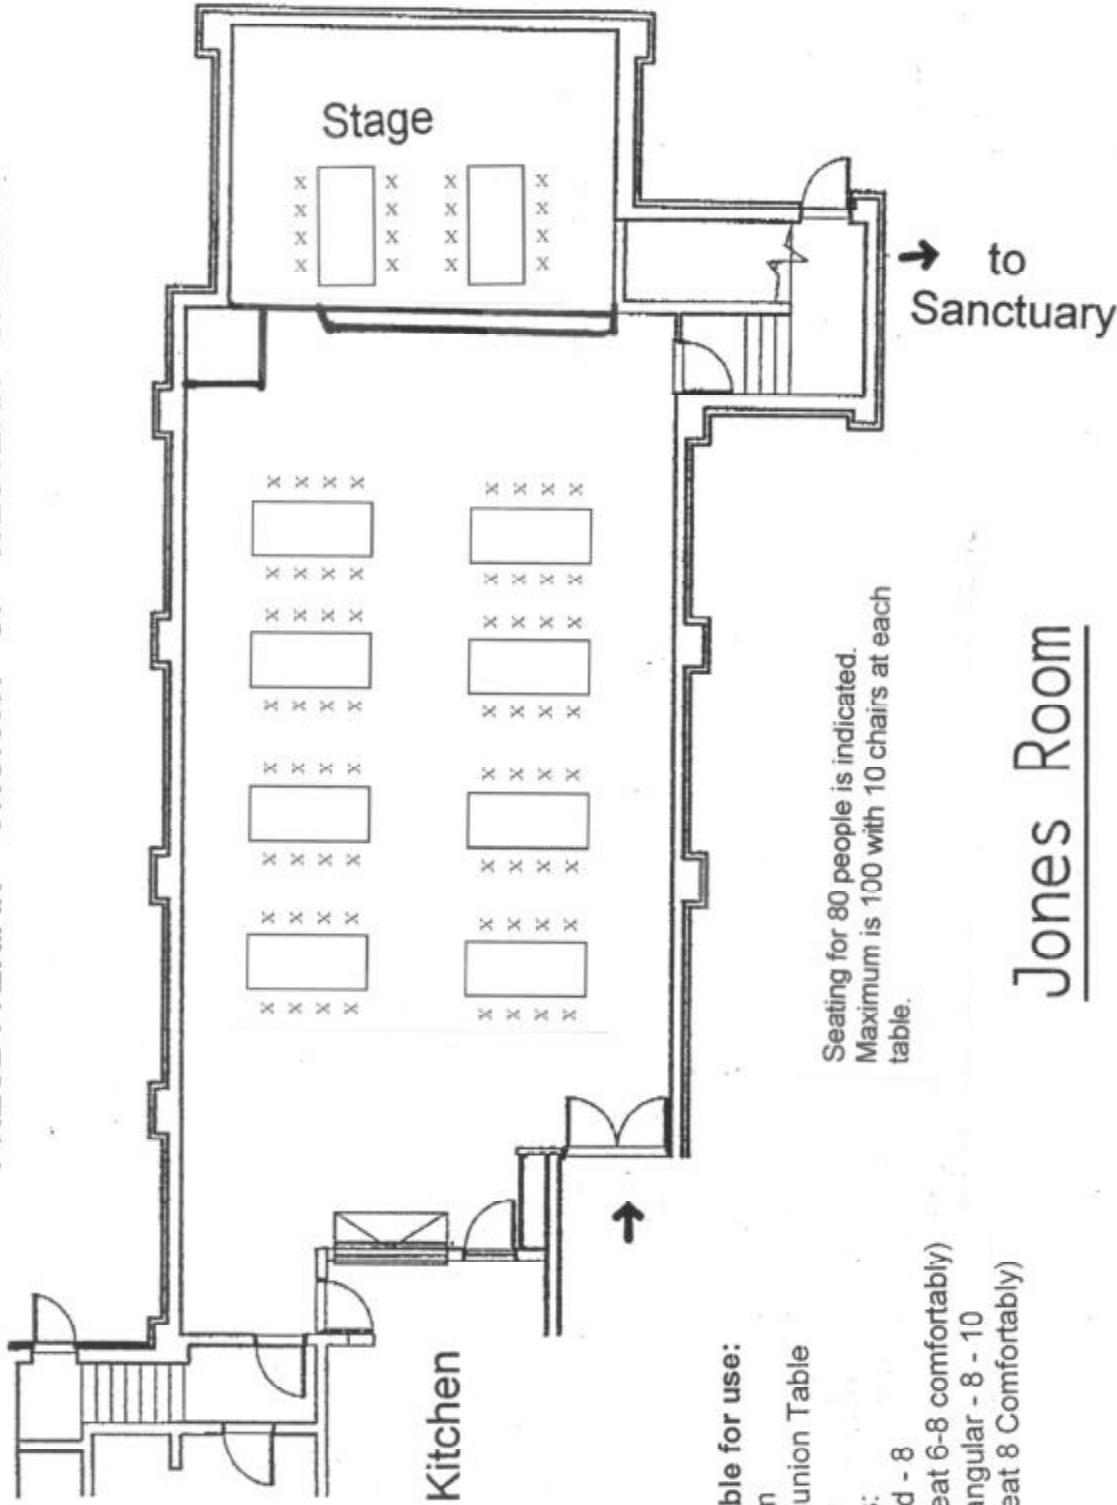 Stage
to
Sanctuary
Kitchen
Seating for 80 people is indicated.
Maximum is 100 with 10 chairs at each
table.
Jones Room
ble for use:
n
union Table
s:
d - 8
eat 6-8 comfortably)
angular - 8 - 10
eat 8 Comfortably)